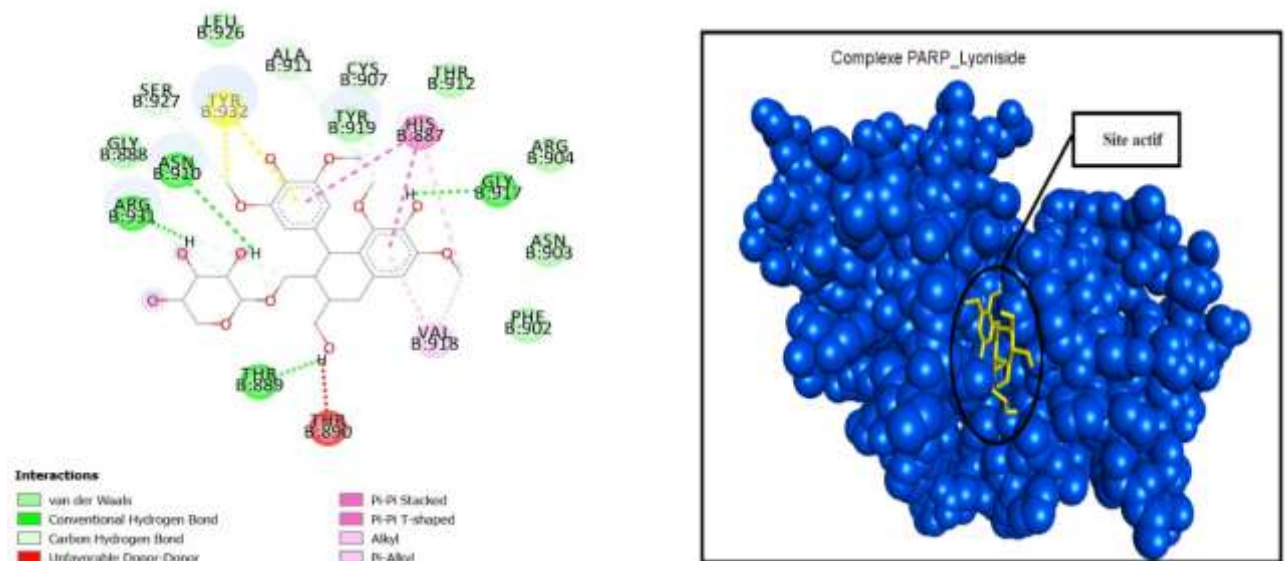 LEU
B:926
ALA
B:911
CYS
B:907
THR
B:912
SER
B:927
TYR
B:932
TYR
B:919
HIS
B:887
GLY
B:888
ASN
B:910
ARG
B:904
GLY
B:917
ARG
B:931
ASN
B:903
PHE
B:902
VAL
B:918
THR
B:889
THR
B:890
H
H
H
H
O
O
O
O
O
O
O
O
O
O
O
O
Interactions
van der Waals
Conventional Hydrogen Bond
Carbon Hydrogen Bond
Unfavorable Donor-Donor
Pi-Pi Stacked
Pi-Pi T-shaped
Alkyl
Pi-Alkyl
Complexe PARP_Lyoniside
Site actif